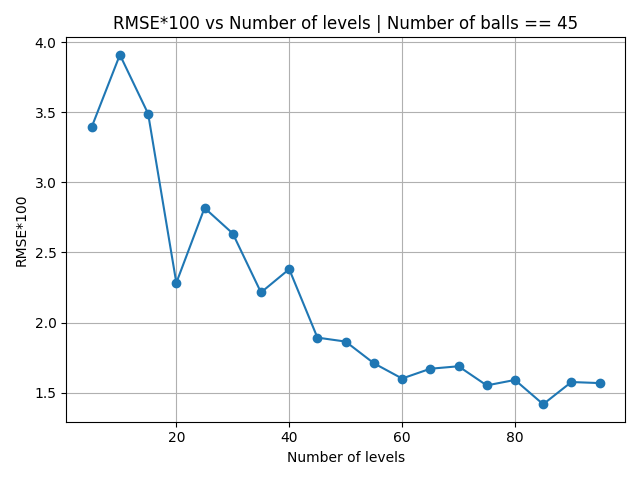 RMSE*100 vs Number of levels | Number of balls == 45
4.0
3.5
3.0
2.5
2.0
1.5
RMSE*100
20 40 60 80
Number of levels